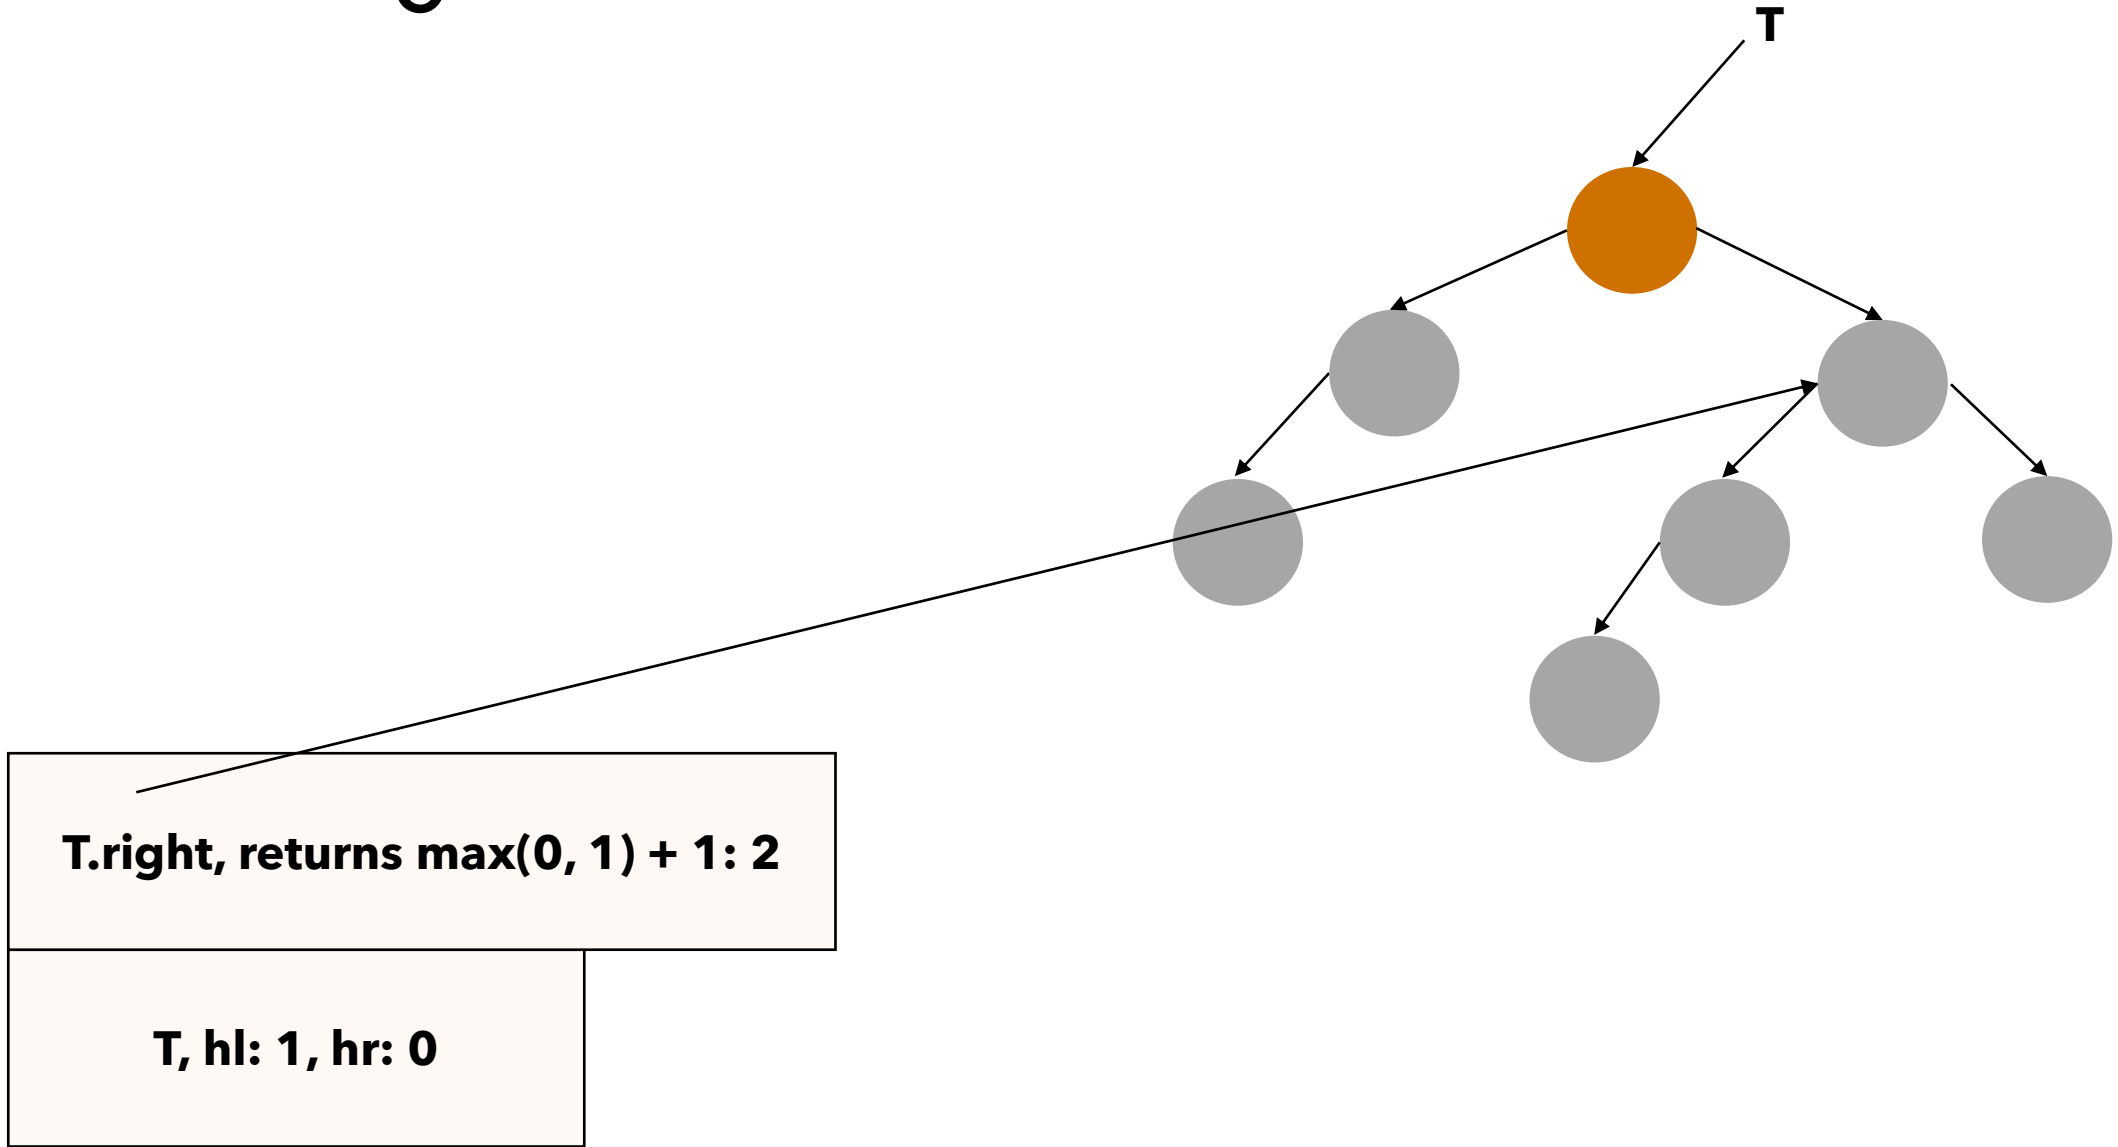 T
T.right, returns max(0, 1) + 1: 2
T, hl: 1, hr: 0